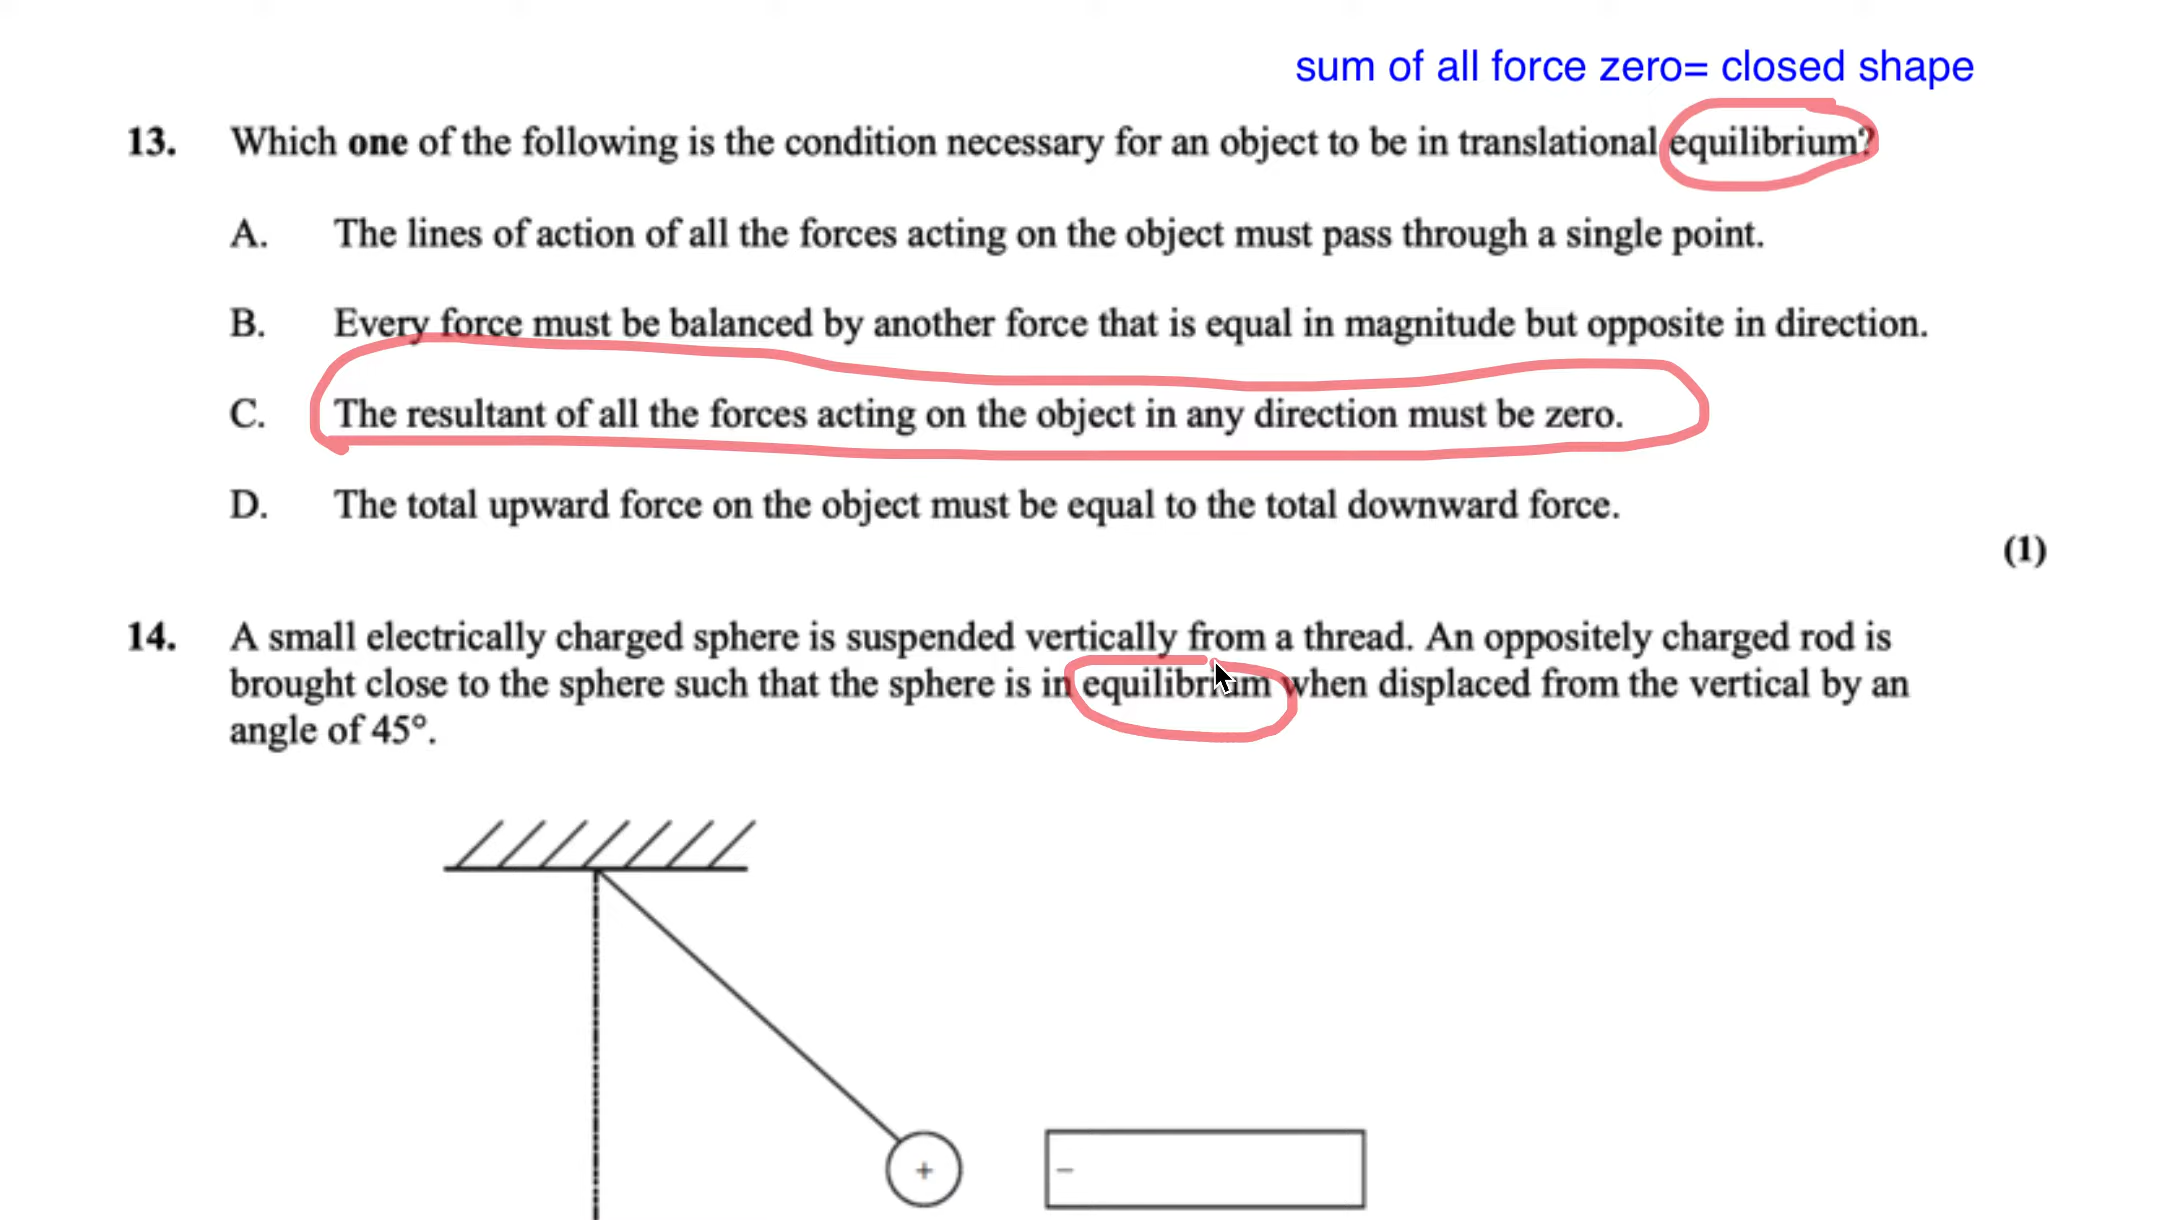 sum of all force zero= closed shape
13. Which one of the following is the condition necessary for an object to be in translational equilibrium?
A. The lines of action of all the forces acting on the object must pass through a single point.
B. Every force must be balanced by another force that is equal in magnitude but opposite in direction.
C. The resultant of all the forces acting on the object in any direction must be zero.
D. The total upward force on the object must be equal to the total downward force.
(1)
14. A small electrically charged sphere is suspended vertically from a thread. An oppositely charged rod is
brought close to the sphere such that the sphere is in equilibrium when displaced from the vertical by an
angle of 45°.
+
−